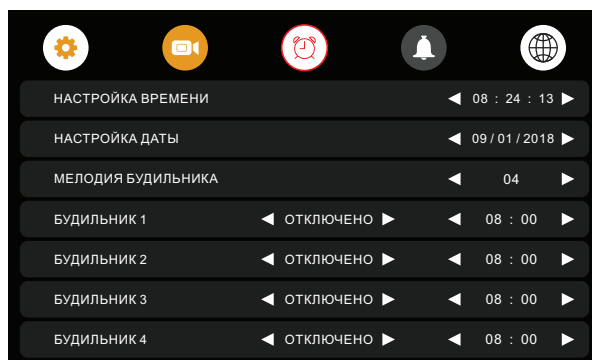 НАСТРОЙКА ВРЕМЕНИ 08 : 24 : 13
НАСТРОЙКА ДАТЫ 09 / 01 / 2018
МЕЛОДИЯ БУДИЛЬНИКА 04
БУДИЛЬНИК 1 ОТКЛЮЧЕНО 08 : 00
БУДИЛЬНИК 2 ОТКЛЮЧЕНО 08 : 00
БУДИЛЬНИК 3 ОТКЛЮЧЕНО 08 : 00
БУДИЛЬНИК 4 ОТКЛЮЧЕНО 08 : 00